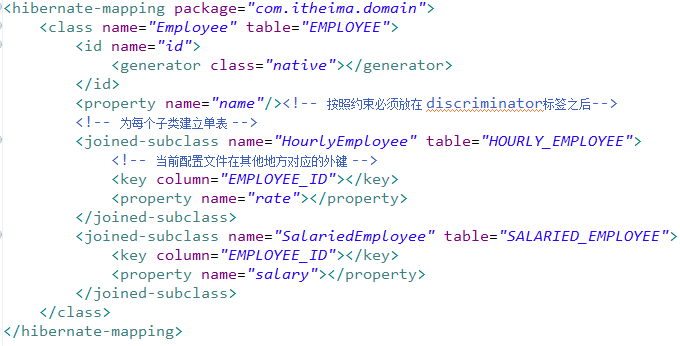 <hibernate-mapping package="com.itheima.domain">
<class name="Employee" table="EMPLOYEE">
<id name="id">
<generator class="native"></generator>
</id>
<property name="name"/><!-- 按照约束必须放在 discriminator标签之后-->
<!-- 为每个子类建立单表 -->
<joined-subclass name="HourlyEmployee" table="HOURLY_EMPLOYEE">
<!-- 当前配置文件在其他地方对应的外键 -->
<key column="EMPLOYEE_ID"></key>
<property name="rate"></property>
</joined-subclass>
<joined-subclass name="SalariedEmployee" table="SALARIED_EMPLOYEE">
<key column="EMPLOYEE_ID"></key>
<property name="salary"></property>
</joined-subclass>
</class>
</hibernate-mapping>